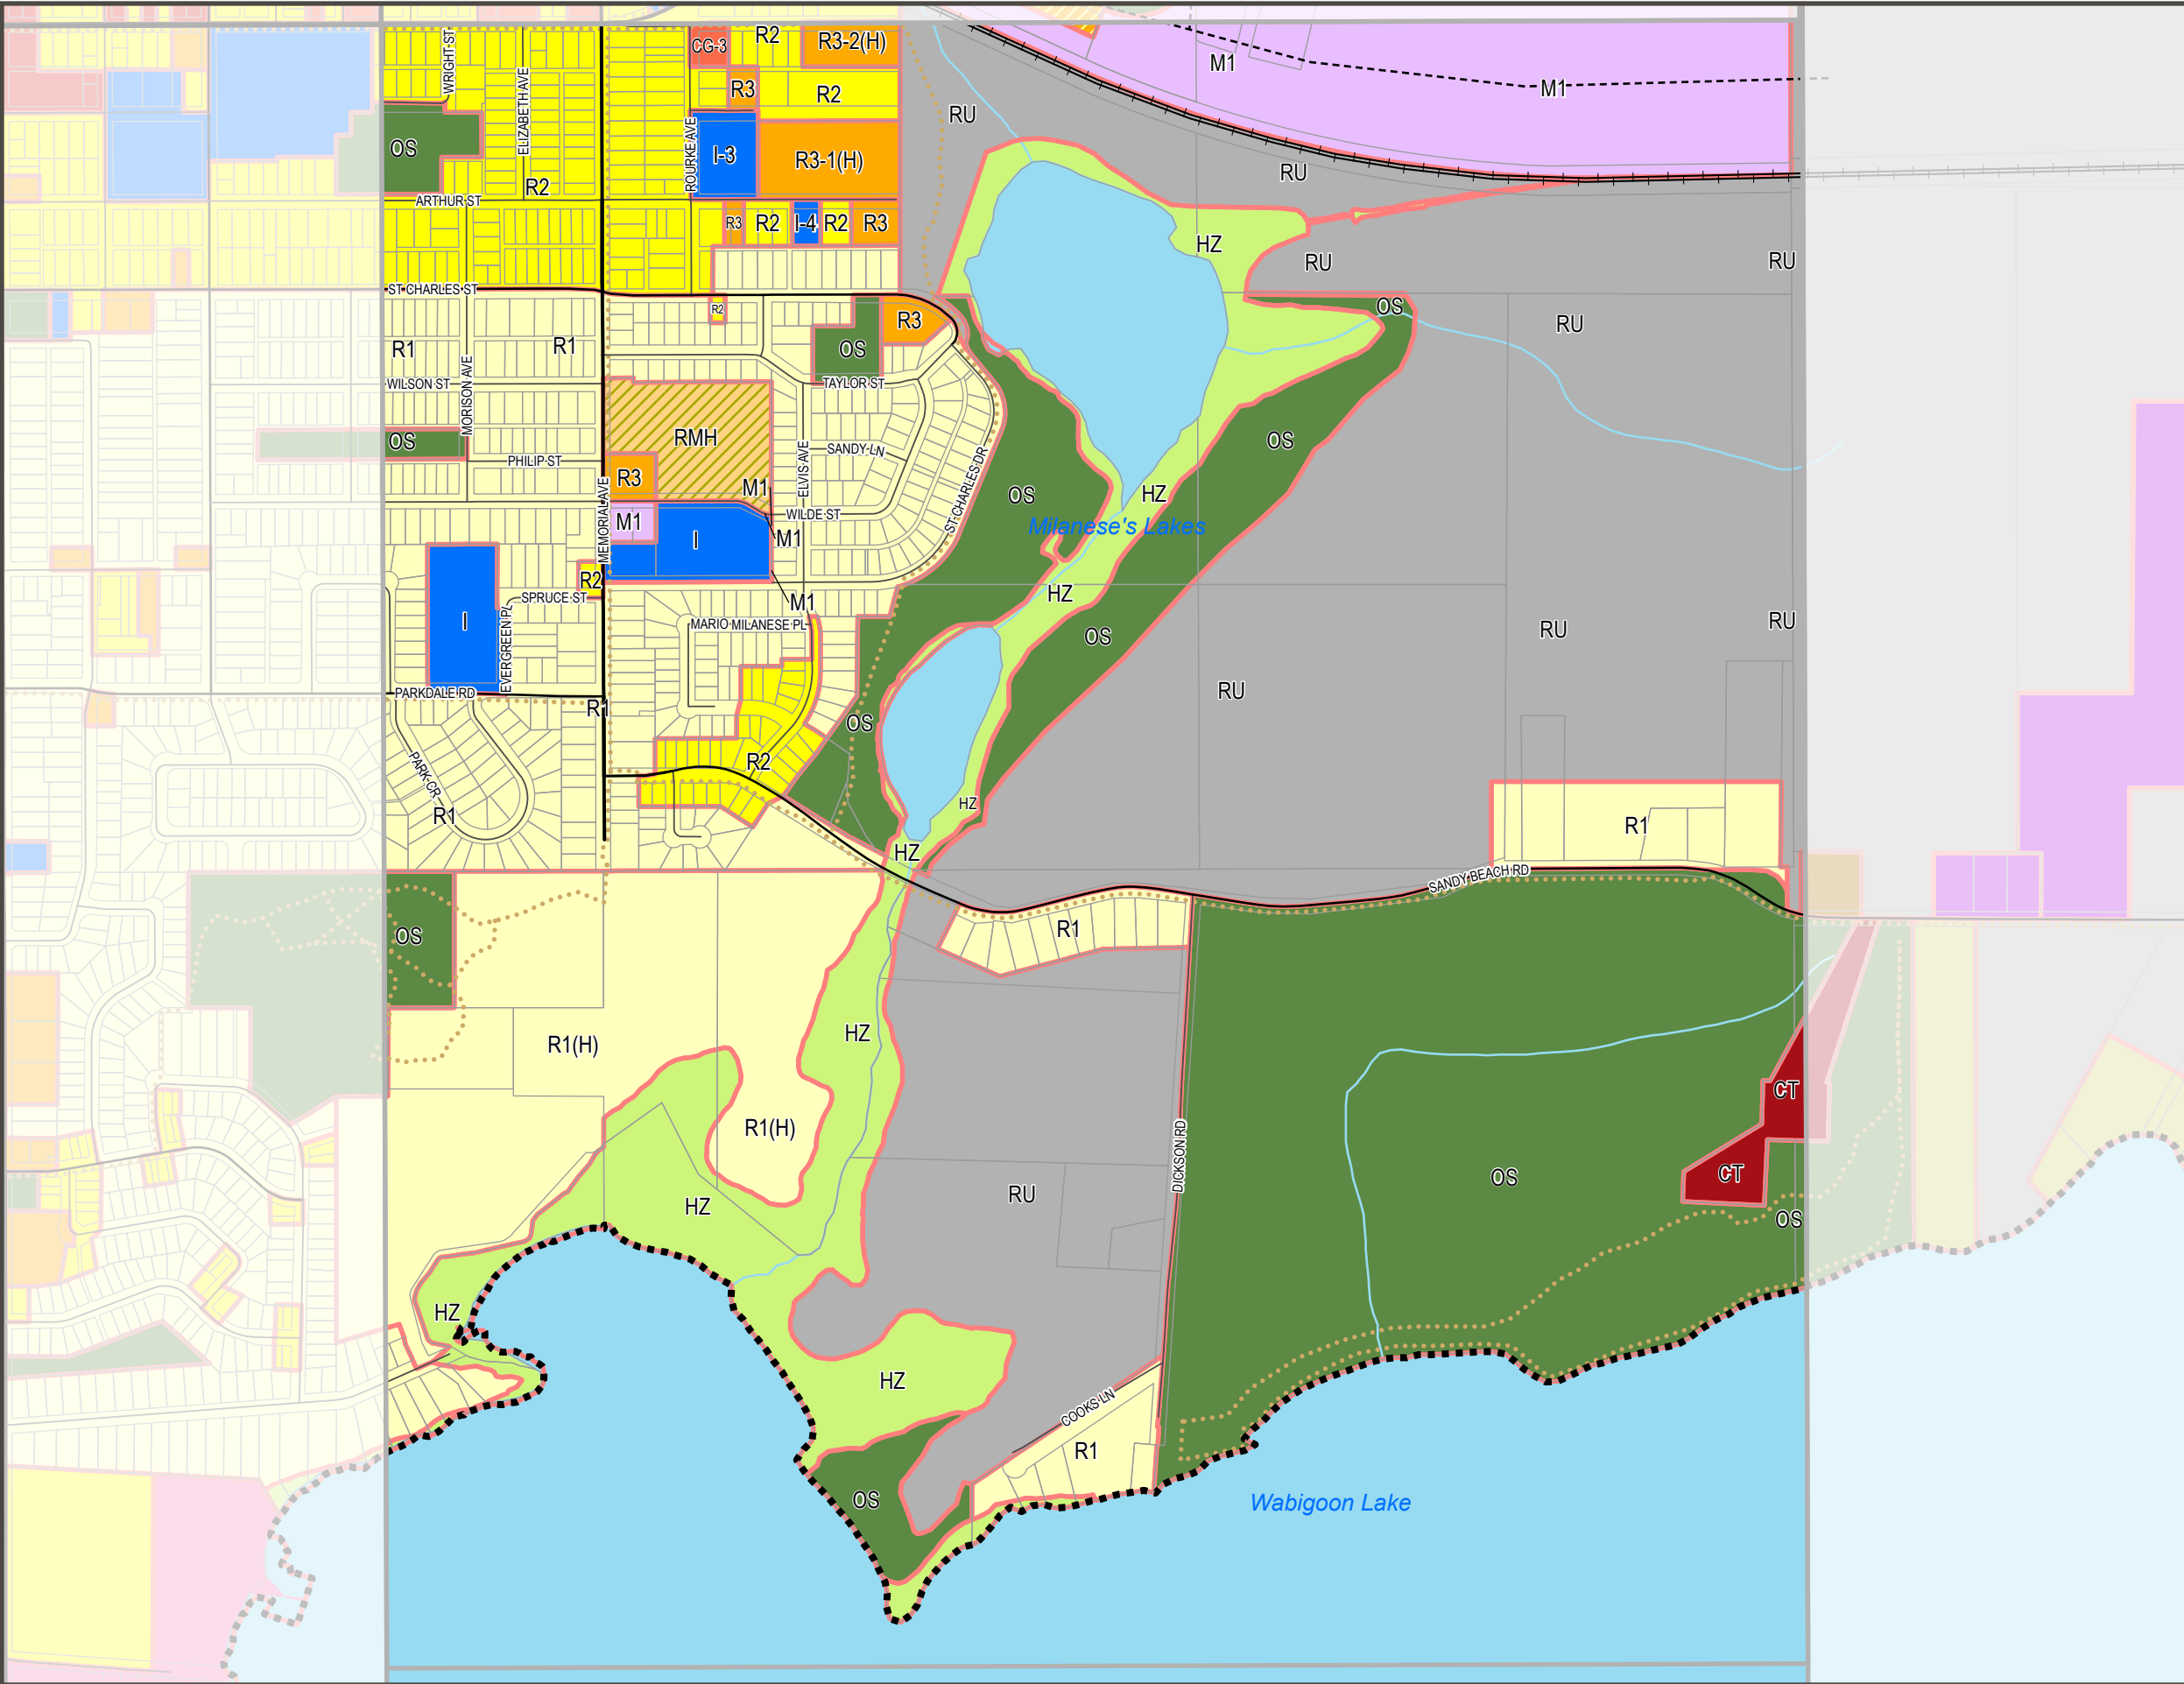 CG-3
R2
R3-2(H)
WRIGHT ST
ELIZABETH AVE
M1
M1
R3
R2
RU
OS
ROURKE AVE
I-3
R3-1(H)
RU
R2
ARTHUR ST
R3
R2
I-4
R2
R3
HZ
RU
RU
ST CHARLES ST
R2
R3
OS
RU
R1
R1
OS
WILSON ST
MORISON AVE
TAYLOR ST
OS
RMH
OS
ELVIS AVE
SANDY LN
PHILIP ST
R3
M1
ST CHARLES DR
OS
HZ
MEMORIAL AVE
M1
WILDE ST
Milanese's Lakes
I
M1
R2
SPRUCE ST
M1
HZ
I
EVERGREEN PL
MARIO MILANESE PL
OS
RU
RU
PARKDALE RD
R1
OS
RU
R2
PARK CR
R1
HZ
R1
HZ
SANDY BEACH RD
OS
R1
R1(H)
HZ
CT
R1(H)
DICKSON RD
HZ
RU
OS
CT
OS
HZ
HZ
COOKS LN
R1
OS
Wabigoon Lake